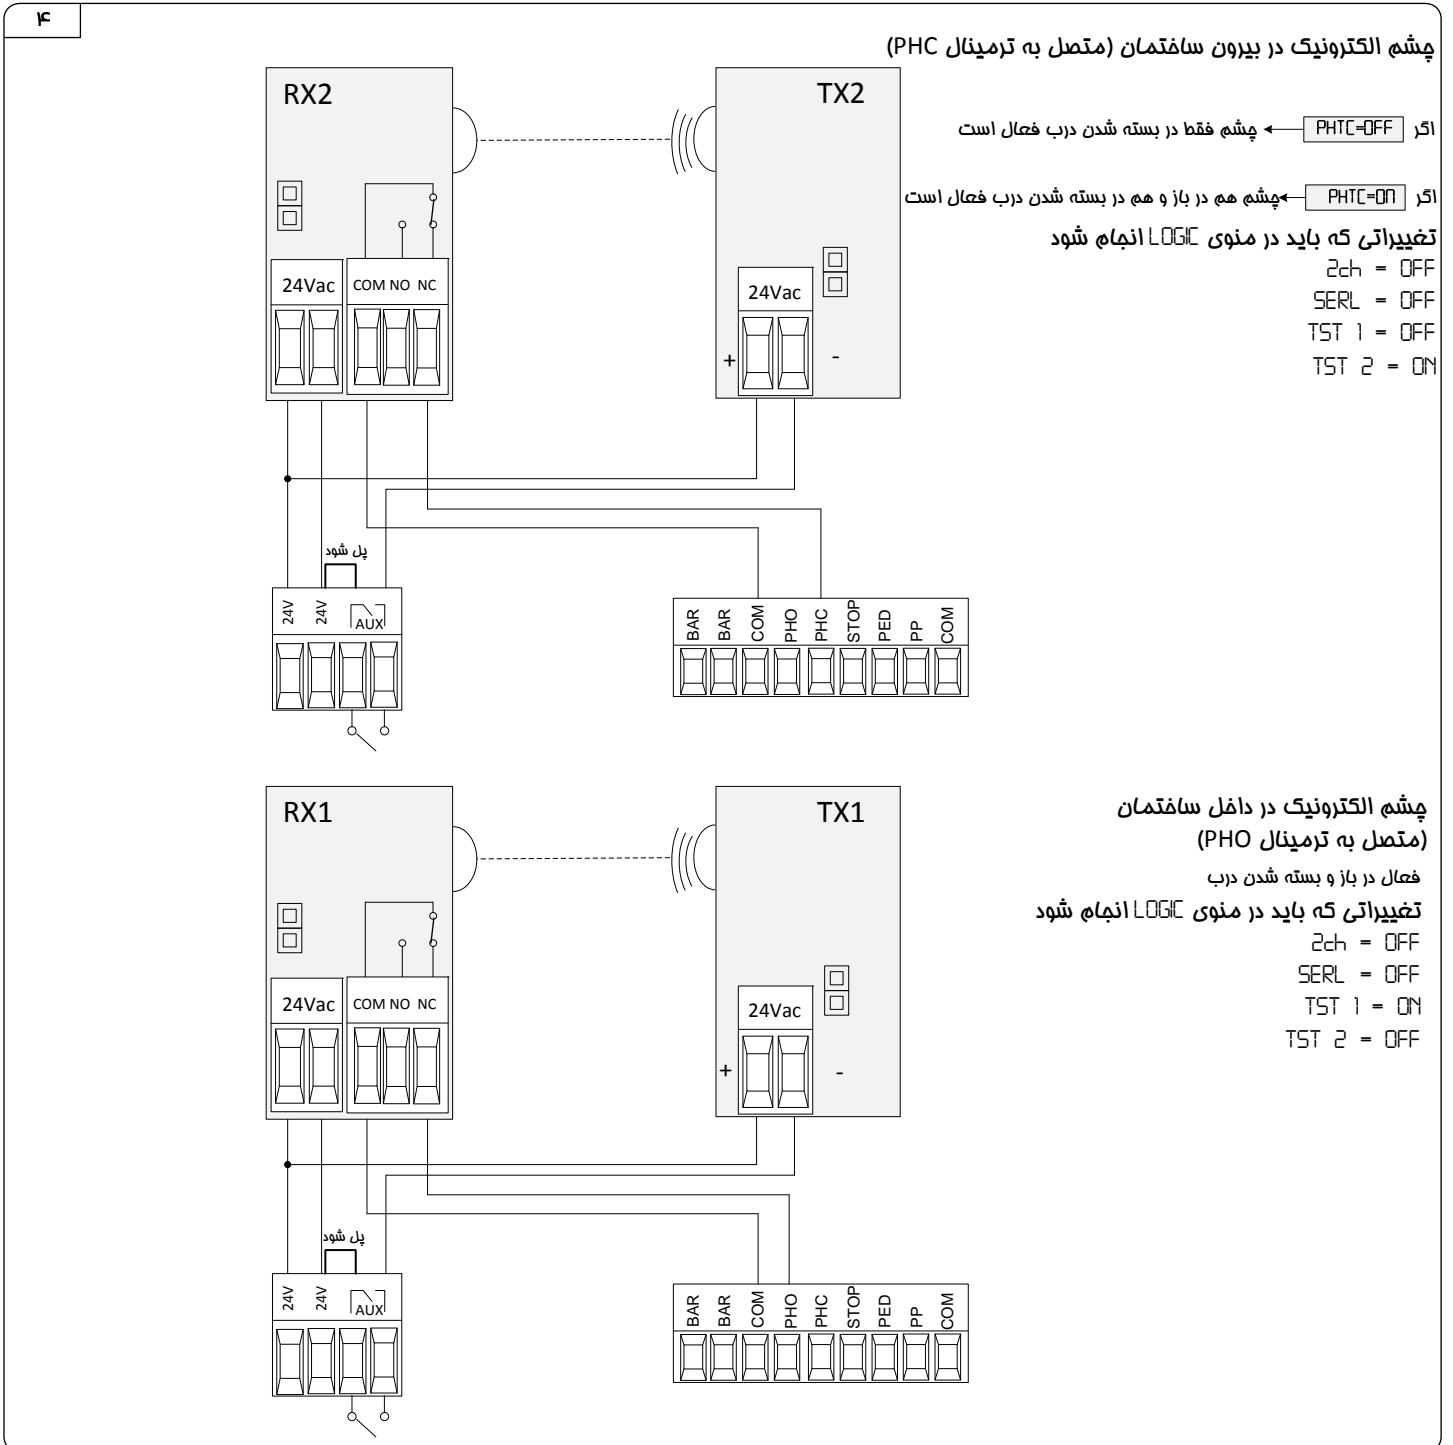 ۴
چشم الکترونیک در بیرون ساختمان (متصل به ترمینال PHC)
RX2
TX2
اگر PHTC=OFF چشم فقط در بسته شدن درب فعال است
اگر PHTC=ON چشم هم در باز و هم در بسته شدن درب فعال است
تغییراتی که باید در منوی LOGIC انجام شود
2ch = OFF
SERL = OFF
TST 1 = OFF
TST 2 = ON
24Vac
COM NO NC
24Vac
+ -
پل شود
24V 24V AUX
BAR BAR COM PHO PHC STOP PED PP COM
RX1
TX1
چشم الکترونیک در داخل ساختمان
(متصل به ترمینال PHO)
فعال در باز و بسته شدن درب
تغییراتی که باید در منوی LOGIC انجام شود
2ch = OFF
SERL = OFF
TST 1 = ON
TST 2 = OFF
24Vac
COM NO NC
24Vac
+ -
پل شود
24V 24V AUX
BAR BAR COM PHO PHC STOP PED PP COM